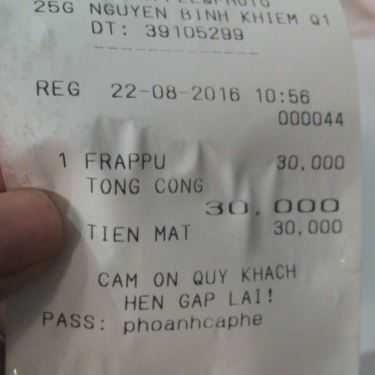 25G NGUYEN BINH KHIEM Q1
DT: 39105299
REG 22-08-2016 10:56
000044
1 FRAPPU 30,000
TONG CONG
30,000
TIEN MAT 30,000
CAM ON QUY KHACH
HEN GAP LAI!
PASS: phoanhcaphe